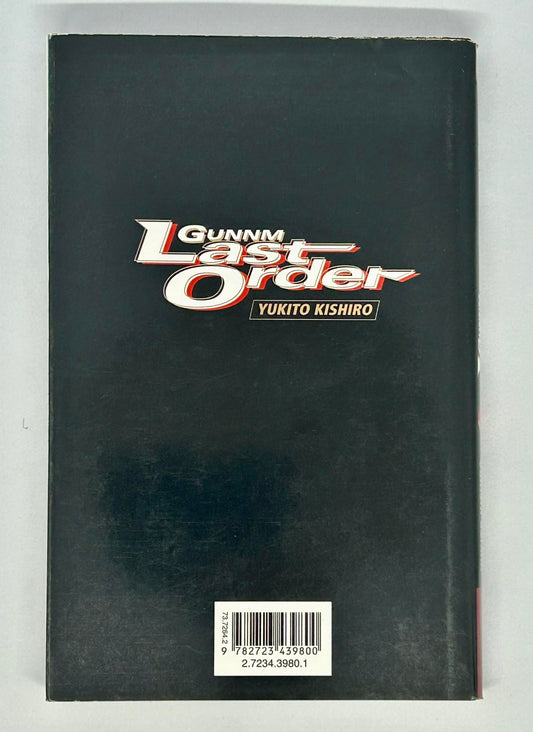 GUNNM
Last
Order
YUKITO KISHIRO
73.7264.2
9 782723 439800
2.7234.3980.1